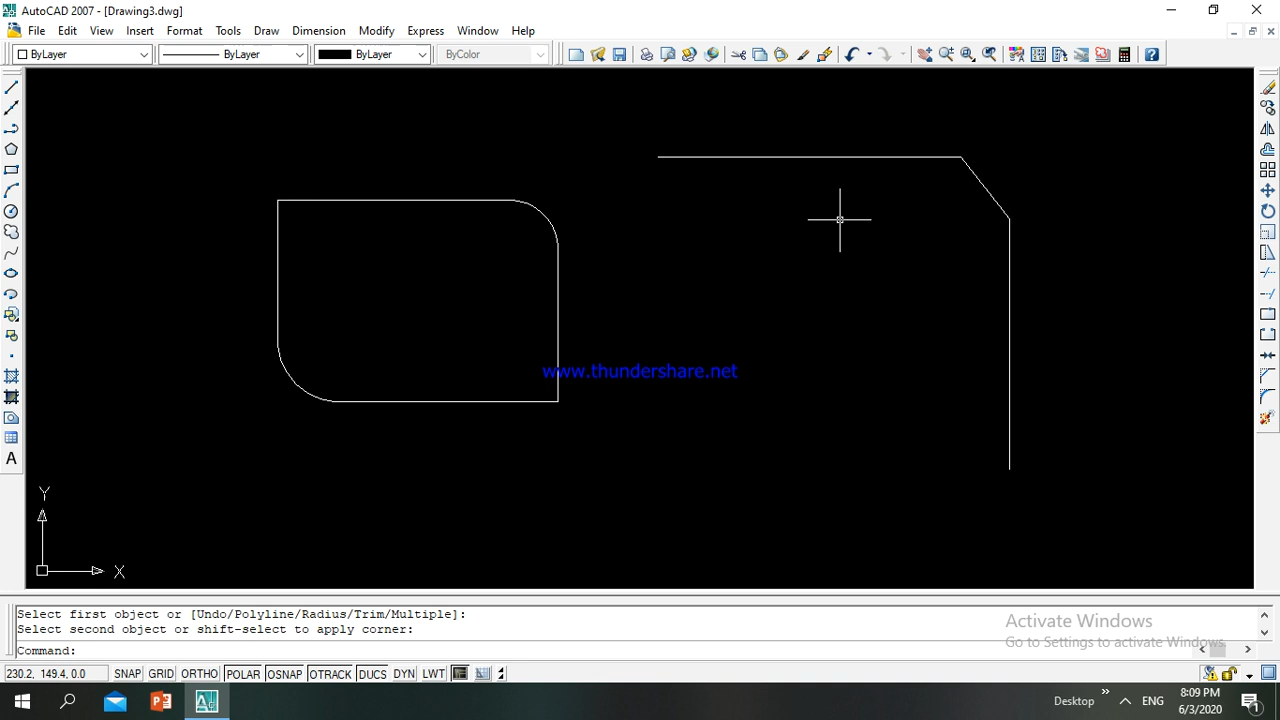 AutoCAD 2007 - [Drawing3.dwg]
File Edit View Insert Format Tools Draw Dimension Modify Express Window Help
ByLayer ByLayer ByLayer ByColor
www.thundershare.net
Y
X
A
Select first object or [Undo/Polyline/Radius/Trim/Multiple]:
Select second object or shift-select to apply corner:
Command:
Activate Windows
Go to Settings to activate Windows.
230.2, 149.4, 0.0 SNAP GRID ORTHO POLAR OSNAP OTRACK DUCS DYN LWT
Desktop ENG 8:09 PM
6/3/2020
1